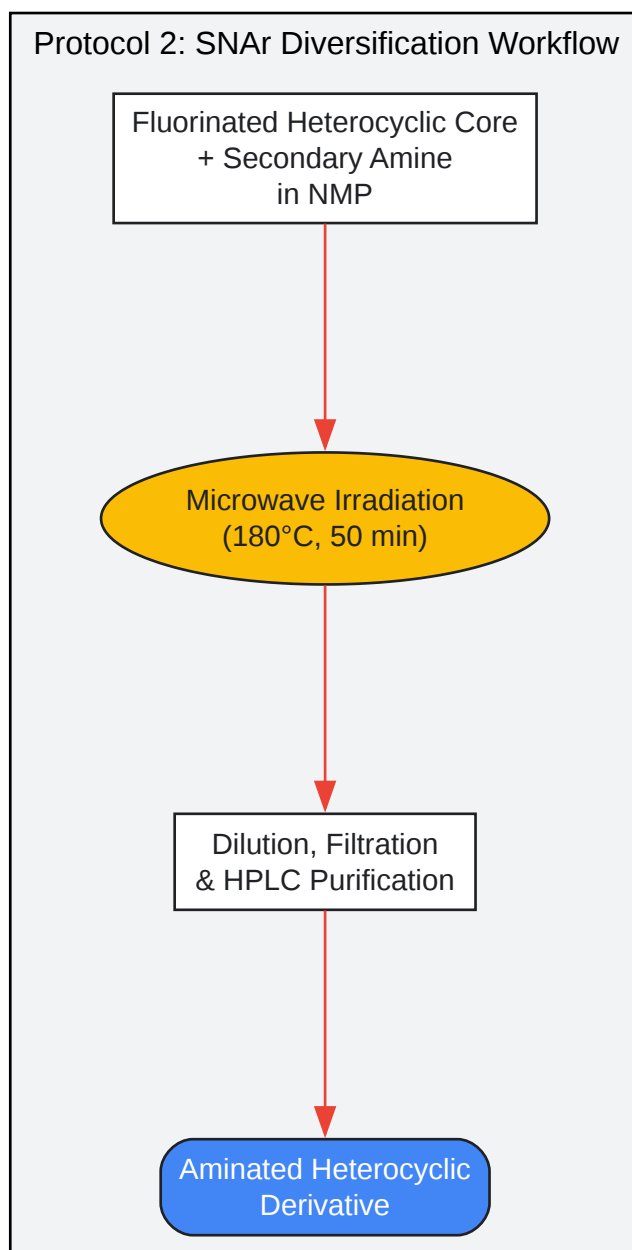 Protocol 2: SNAr Diversification Workflow
Fluorinated Heterocyclic Core
+ Secondary Amine
in NMP
Microwave Irradiation
(180°C, 50 min)
Dilution, Filtration
& HPLC Purification
Aminated Heterocyclic
Derivative